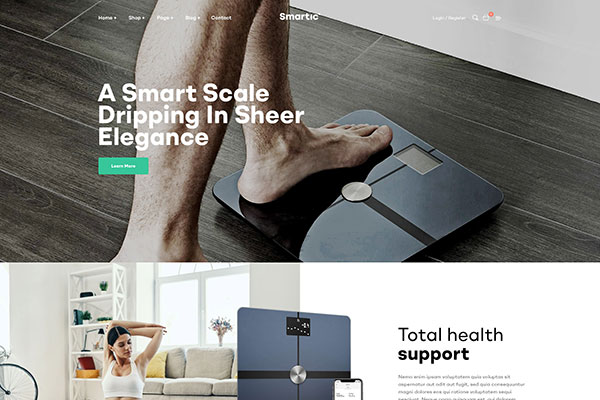 Home
Shop
Page
Blog
Contact
Smartic
Login / Register
A Smart Scale
Dripping In Sheer
Elegance
Learn More
Total health
support
Nemo enim ipsam voluptatem quia voluptas sit
aspernatur aut odit aut fugit, sed quia consequuntur
magni dolores eos qui ratione voluptatem sequi